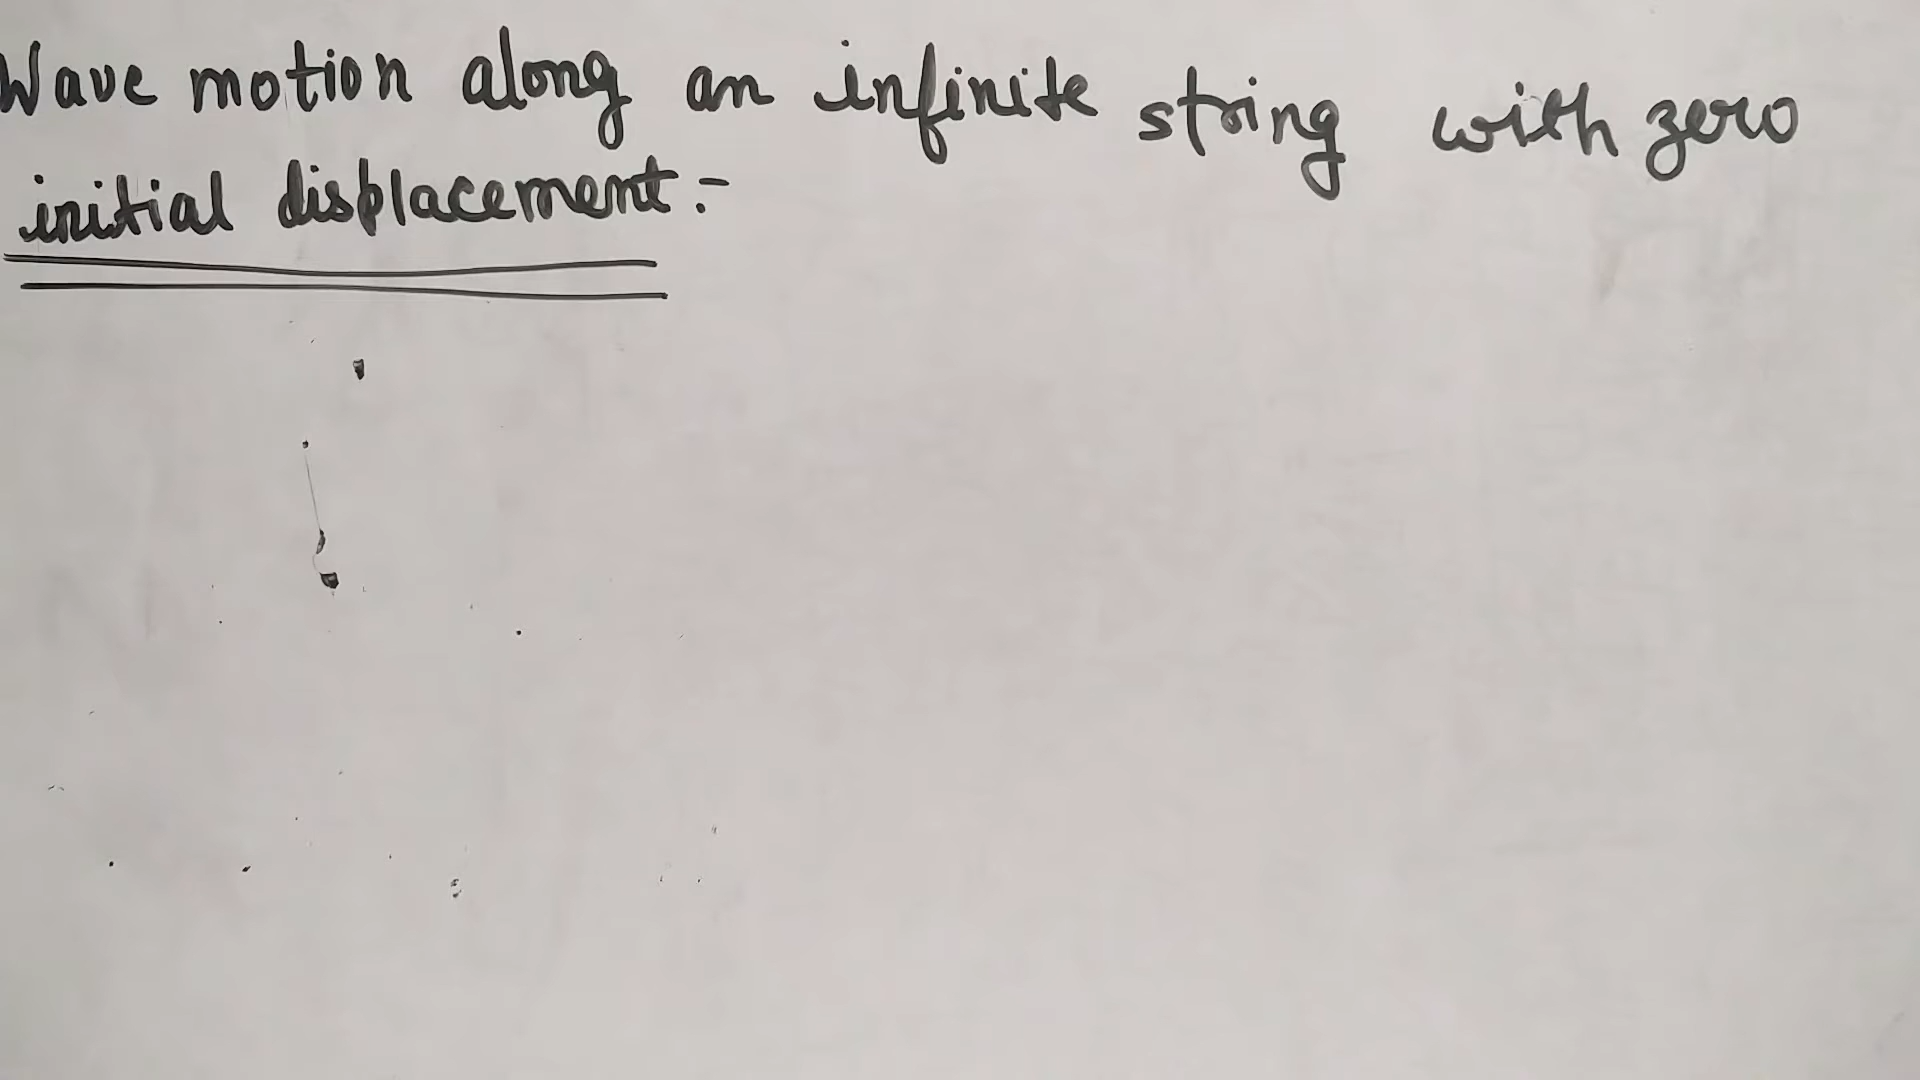 Wave motion along an infinite string with zero
initial displacement :-